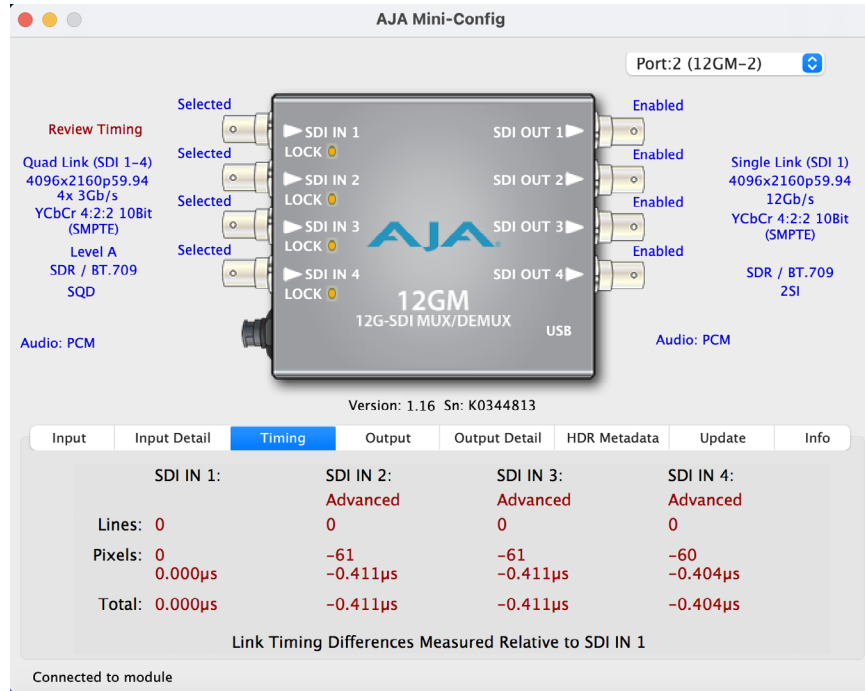 AJA Mini-Config
Port:2 (12GM-2)
Review Timing
Quad Link (SDI 1-4)
4096x2160p59.94
4x 3Gb/s
YCbCr 4:2:2 10Bit
(SMPTE)
Level A
SDR / BT.709
SQD
Audio: PCM
Selected
Selected
Selected
Selected
SDI IN 1
LOCK
SDI IN 2
LOCK
SDI IN 3
LOCK
SDI IN 4
LOCK
SDI OUT 1
SDI OUT 2
SDI OUT 3
SDI OUT 4
AJA
12GM
12G-SDI MUX/DEMUX
USB
Enabled
Enabled
Enabled
Enabled
Single Link (SDI 1)
4096x2160p59.94
12Gb/s
YCbCr 4:2:2 10Bit
(SMPTE)
SDR / BT.709
2SI
Audio: PCM
Version: 1.16 Sn: K0344813
Input Input Detail Timing Output Output Detail HDR Metadata Update Info
SDI IN 1: SDI IN 2: SDI IN 3: SDI IN 4:
Advanced Advanced Advanced
Lines: 0 0 0 0
Pixels: 0 -61 -61 -60
0.000µs -0.411µs -0.411µs -0.404µs
Total: 0.000µs -0.411µs -0.411µs -0.404µs
Link Timing Differences Measured Relative to SDI IN 1
Connected to module